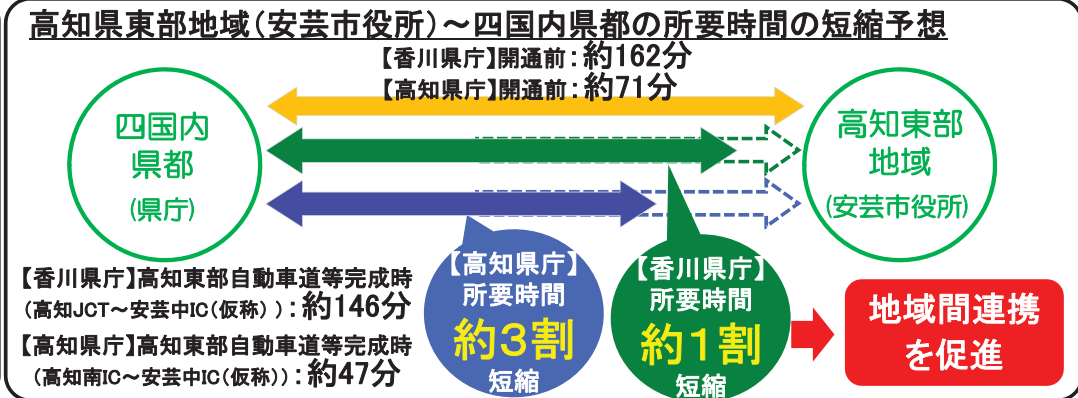 高知県東部地域(安芸市役所)～四国内県都の所要時間の短縮予想
【香川県庁】開通前：約162分
【高知県庁】開通前：約71分
四国内
県都
(県庁)
高知東部
地域
(安芸市役所)
【香川県庁】高知東部自動車道等完成時
(高知JCT～安芸中IC(仮称))：約146分
【高知県庁】高知東部自動車道等完成時
(高知南IC～安芸中IC(仮称))：約47分
【高知県庁】
所要時間
約3割
短縮
【香川県庁】
所要時間
約1割
短縮
地域間連携
を促進